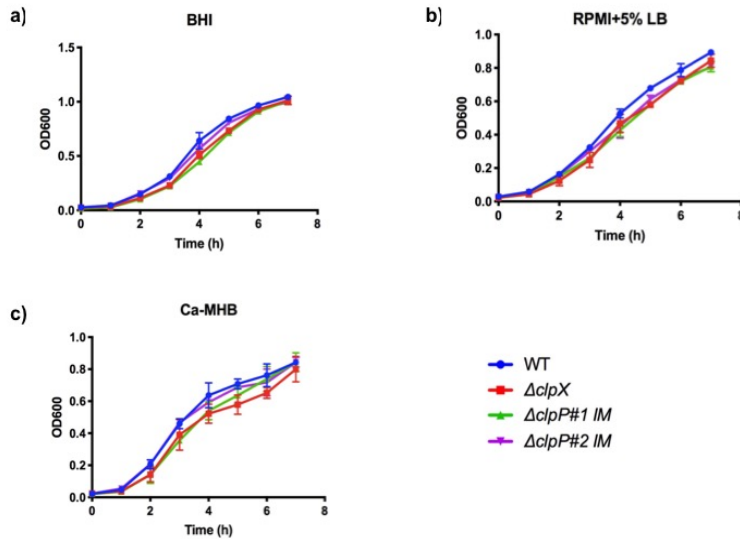 a)
BHI
OD600
1.5
1.0
0.5
0.0
0 2 4 6 8
Time (h)
b)
RPMI+5% LB
OD600
1.0
0.8
0.6
0.4
0.2
0.0
0 2 4 6 8
Time (h)
c)
Ca-MHB
OD600
1.0
0.8
0.6
0.4
0.2
0.0
0 2 4 6 8
Time (h)
WT
ΔclpX
ΔclpP#1 IM
ΔclpP#2 IM